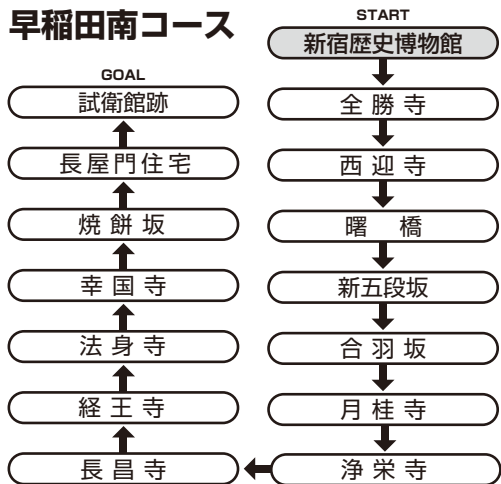 早稲田南コース
START
新宿歴史博物館
全勝寺
西迎寺
曙橋
新五段坂
合羽坂
月桂寺
浄栄寺
長昌寺
経王寺
法身寺
幸国寺
焼餅坂
長屋門住宅
試衛館跡
GOAL